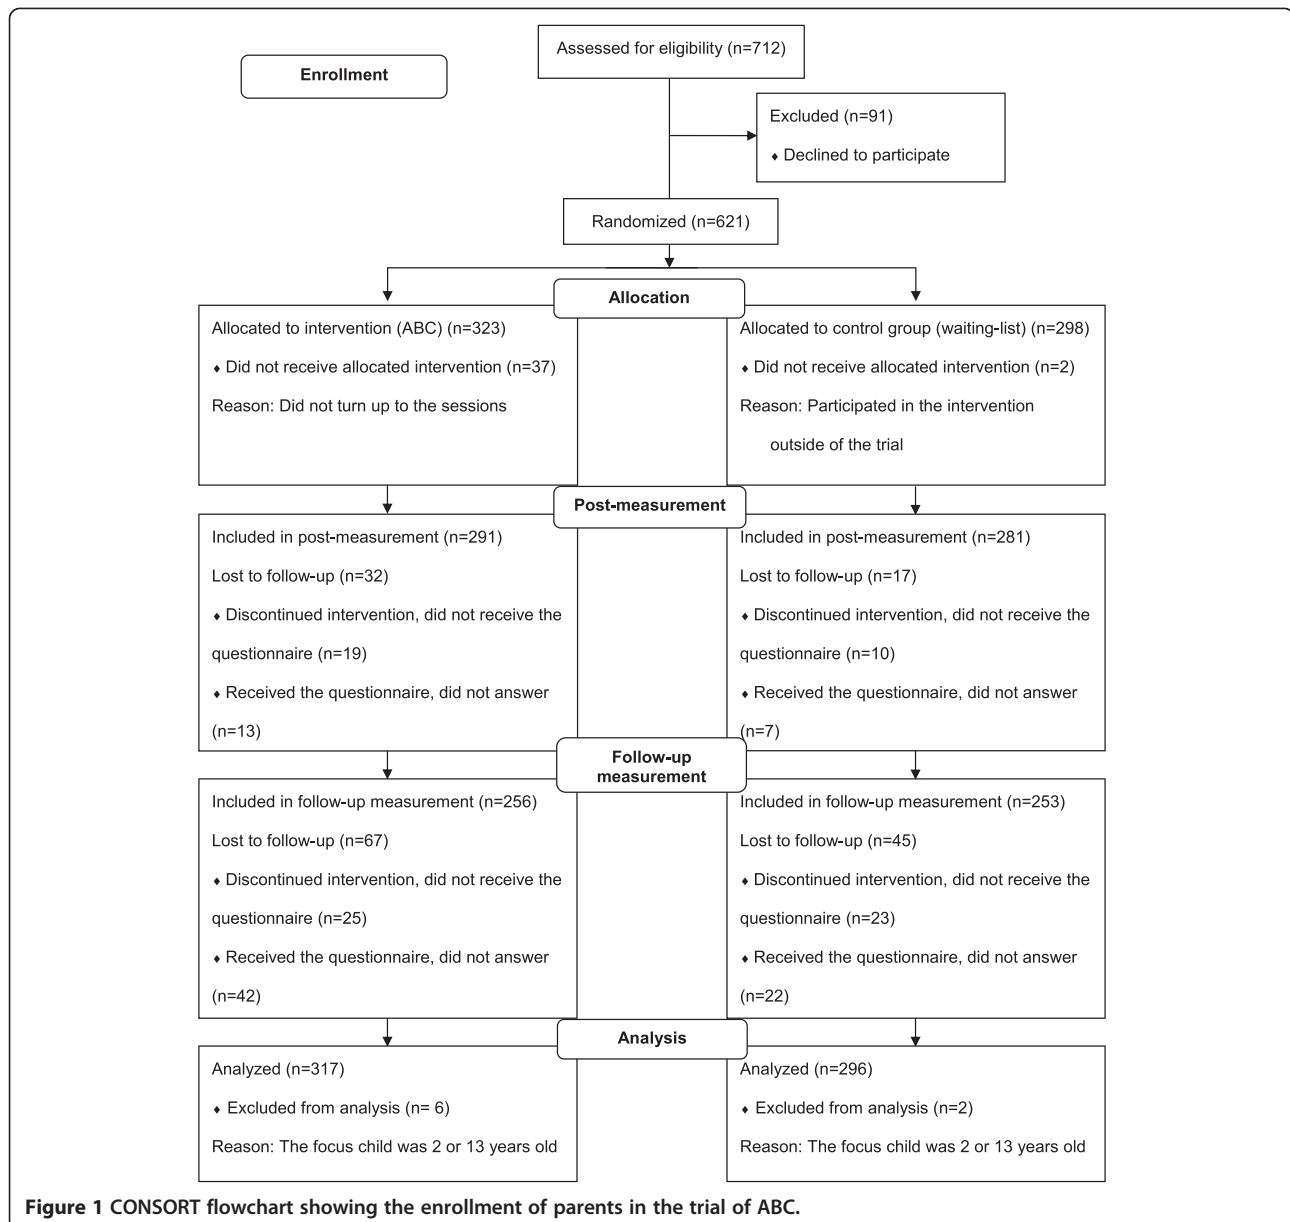 Assessed for eligibility (n=712)
Enrollment
Excluded (n=91)
♦ Declined to participate
Randomized (n=621)
Allocation
Allocated to intervention (ABC) (n=323)
♦ Did not receive allocated intervention (n=37)
Reason: Did not turn up to the sessions
Allocated to control group (waiting-list) (n=298)
♦ Did not receive allocated intervention (n=2)
Reason: Participated in the intervention
outside of the trial
Post-measurement
Included in post-measurement (n=291)
Lost to follow-up (n=32)
♦ Discontinued intervention, did not receive the
questionnaire (n=19)
♦ Received the questionnaire, did not answer
(n=13)
Included in post-measurement (n=281)
Lost to follow-up (n=17)
♦ Discontinued intervention, did not receive the
questionnaire (n=10)
♦ Received the questionnaire, did not answer
(n=7)
Follow-up
measurement
Included in follow-up measurement (n=256)
Lost to follow-up (n=67)
♦ Discontinued intervention, did not receive the
questionnaire (n=25)
♦ Received the questionnaire, did not answer
(n=42)
Included in follow-up measurement (n=253)
Lost to follow-up (n=45)
♦ Discontinued intervention, did not receive the
questionnaire (n=23)
♦ Received the questionnaire, did not answer
(n=22)
Analysis
Analyzed (n=317)
♦ Excluded from analysis (n= 6)
Reason: The focus child was 2 or 13 years old
Analyzed (n=296)
♦ Excluded from analysis (n=2)
Reason: The focus child was 2 or 13 years old
Figure 1 CONSORT flowchart showing the enrollment of parents in the trial of ABC.